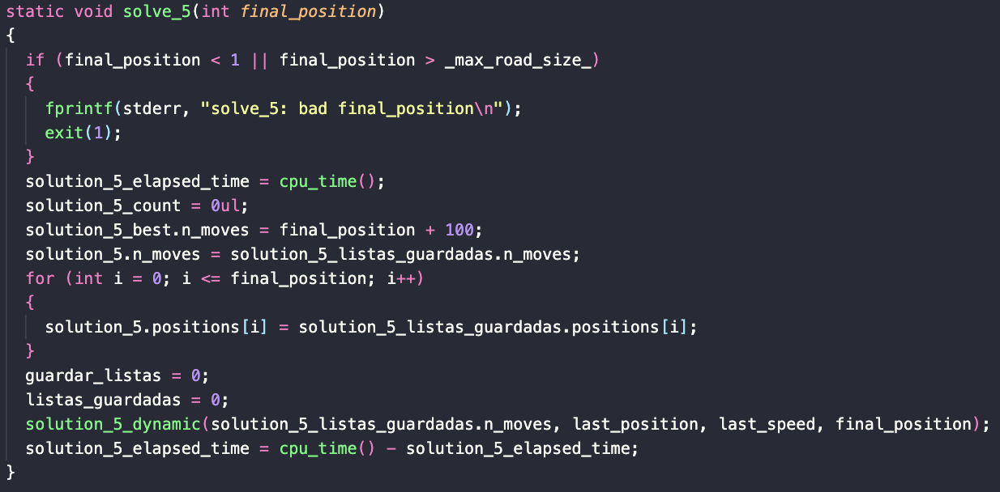 static void solve_5(int final_position)
{
if (final_position < 1 || final_position > _max_road_size_)
{
fprintf(stderr, "solve_5: bad final_position\n");
exit(1);
}
solution_5_elapsed_time = cpu_time();
solution_5_count = 0ul;
solution_5_best.n_moves = final_position + 100;
solution_5.n_moves = solution_5_listas_guardadas.n_moves;
for (int i = 0; i <= final_position; i++)
{
solution_5.positions[i] = solution_5_listas_guardadas.positions[i];
}
guardar_listas = 0;
listas_guardadas = 0;
solution_5_dynamic(solution_5_listas_guardadas.n_moves, last_position, last_speed, final_position);
solution_5_elapsed_time = cpu_time() - solution_5_elapsed_time;
}